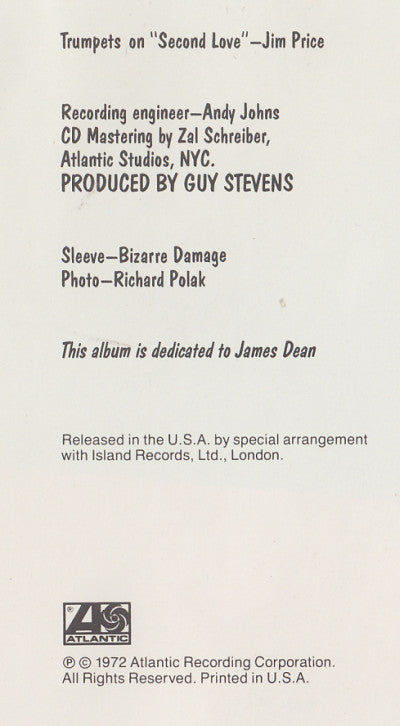 Trumpets on "Second Love"—Jim Price
Recording engineer—Andy Johns
CD Mastering by Zal Schreiber,
Atlantic Studios, NYC.
PRODUCED BY GUY STEVENS
Sleeve—Bizarre Damage
Photo—Richard Polak
This album is dedicated to James Dean
Released in the U.S.A. by special arrangement
with Island Records, Ltd., London.
®
ATLANTIC
℗ © 1972 Atlantic Recording Corporation.
All Rights Reserved. Printed in U.S.A.